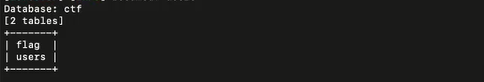 Database: ctf
[2 tables]
+-------+
| flag  |
| users |
+-------+